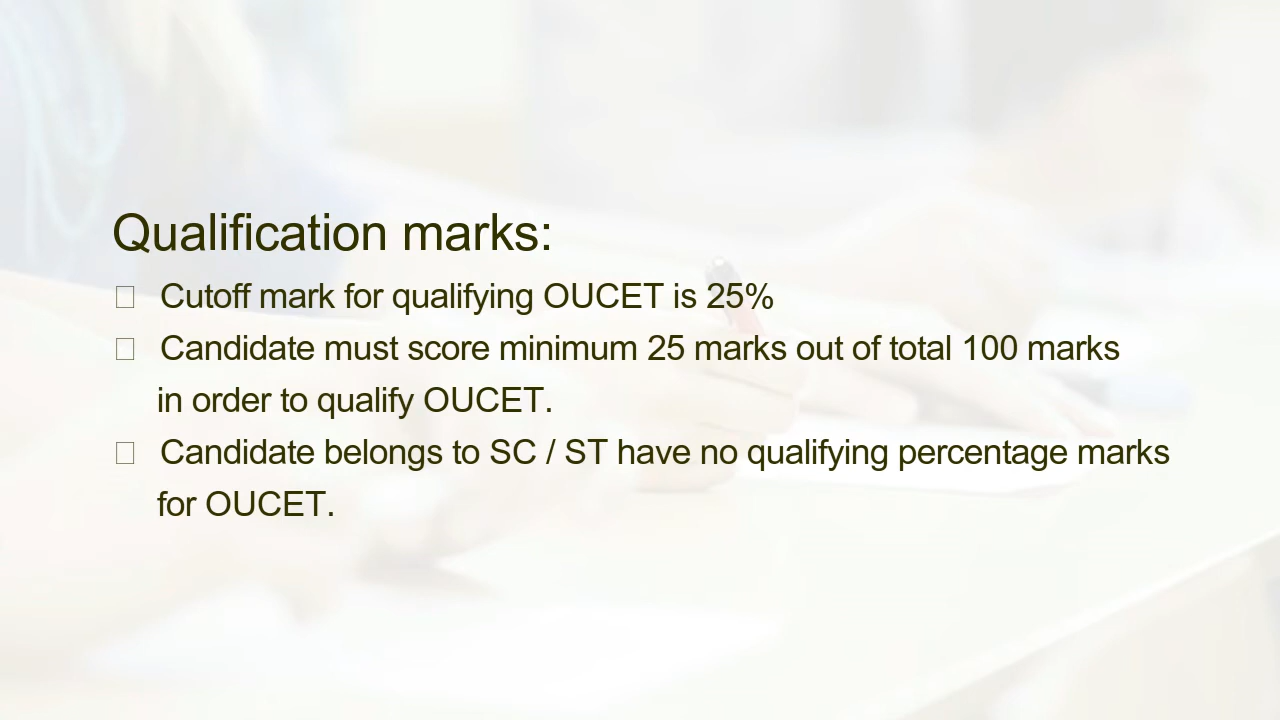 Qualification marks:
□ Cutoff mark for qualifying OUCET is 25%
□ Candidate must score minimum 25 marks out of total 100 marks
in order to qualify OUCET.
□ Candidate belongs to SC / ST have no qualifying percentage marks
for OUCET.